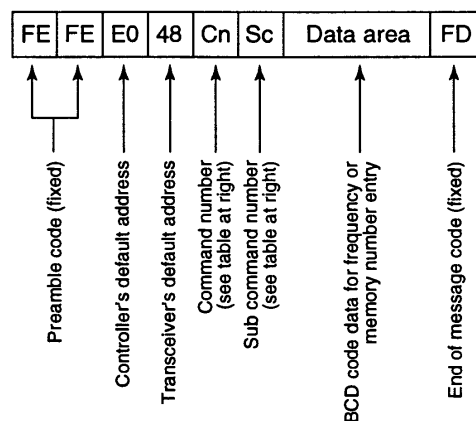 FE FE E0 48 Cn Sc Data area FD
Preamble code (fixed)
Controller's default address
Transceiver's default address
Command number
(see table at right)
Sub command number
(see table at right)
BCD code data for frequency or
memory number entry
End of message code (fixed)